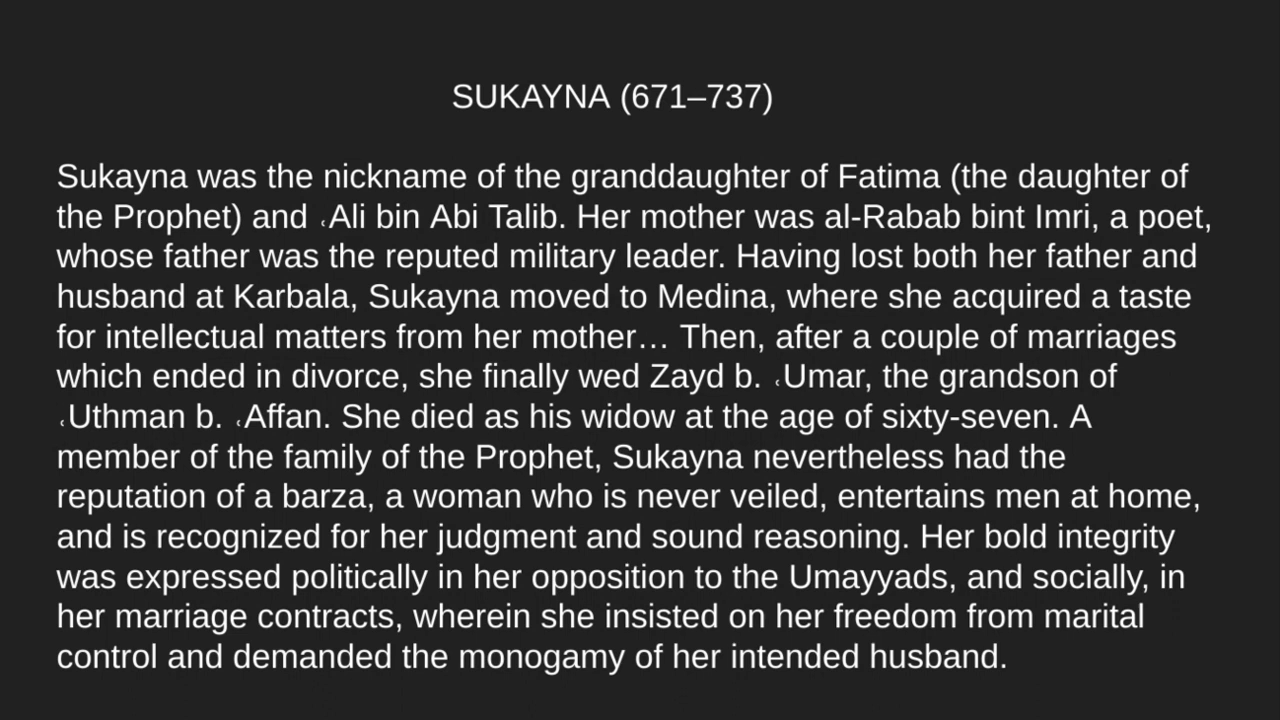 SUKAYNA (671–737)
Sukayna was the nickname of the granddaughter of Fatima (the daughter of
the Prophet) and ‹Ali bin Abi Talib. Her mother was al-Rabab bint Imri, a poet,
whose father was the reputed military leader. Having lost both her father and
husband at Karbala, Sukayna moved to Medina, where she acquired a taste
for intellectual matters from her mother… Then, after a couple of marriages
which ended in divorce, she finally wed Zayd b. ‹Umar, the grandson of
‹Uthman b. ‹Affan. She died as his widow at the age of sixty-seven. A
member of the family of the Prophet, Sukayna nevertheless had the
reputation of a barza, a woman who is never veiled, entertains men at home,
and is recognized for her judgment and sound reasoning. Her bold integrity
was expressed politically in her opposition to the Umayyads, and socially, in
her marriage contracts, wherein she insisted on her freedom from marital
control and demanded the monogamy of her intended husband.